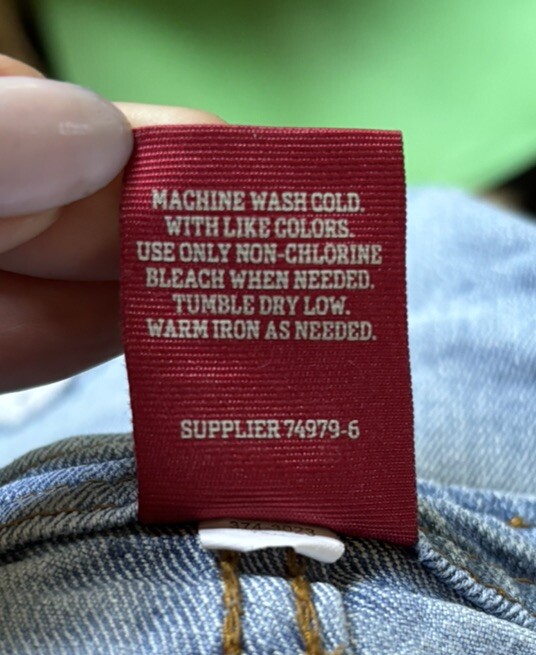 MACHINE WASH COLD.
WITH LIKE COLORS.
USE ONLY NON-CHLORINE
BLEACH WHEN NEEDED.
TUMBLE DRY LOW.
WARM IRON AS NEEDED.
SUPPLIER 74979-6